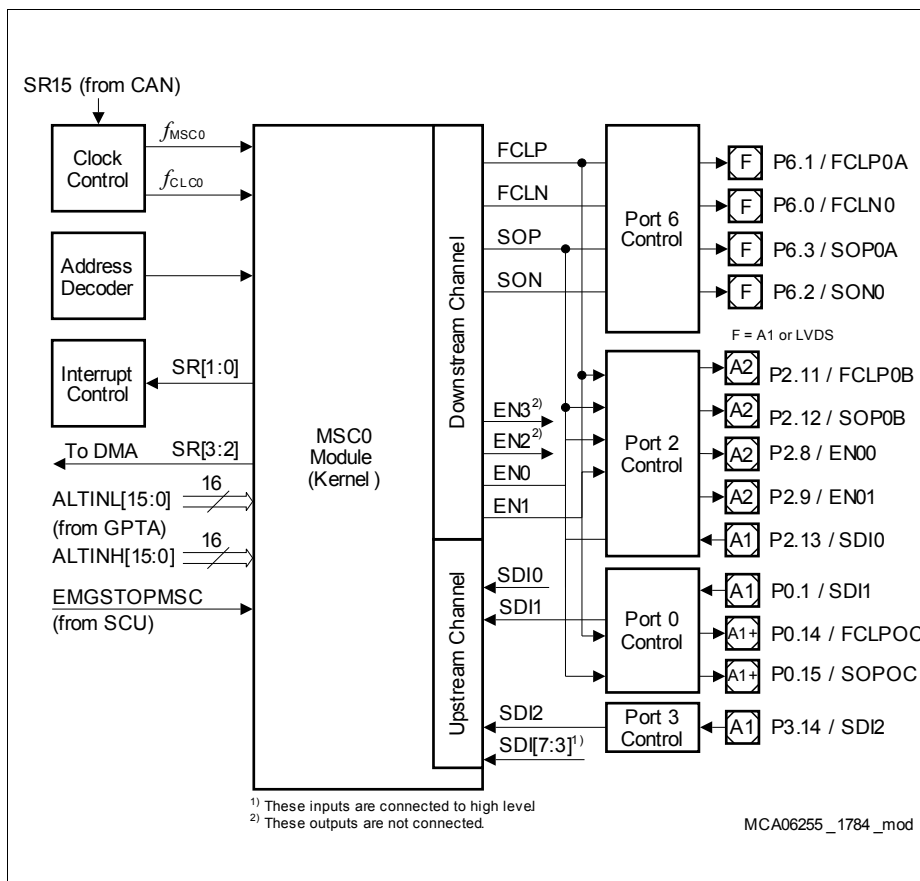 SR15 (from CAN)
Clock
Control
fMSC0
fCLC0
Address
Decoder
Interrupt
Control
SR[1:0]
To DMA
SR[3:2]
ALTINL[15:0]
16
(from GPTA)
ALTINH[15:0]
16
EMGSTOPMSC
(from SCU)
MSC0
Module
(Kernel)
Downstream Channel
Upstream Channel
FCLP
FCLN
SOP
SON
EN3 2)
EN2 2)
EN0
EN1
SDI0
SDI1
SDI2
SDI[7:3] 1)
Port 6
Control
F P6.1 / FCLP0A
F P6.0 / FCLN0
F P6.3 / SOP0A
F P6.2 / SON0
F = A1 or LVDS
Port 2
Control
A2 P2.11 / FCLP0B
A2 P2.12 / SOP0B
A2 P2.8 / EN00
A2 P2.9 / EN01
A1 P2.13 / SDI0
Port 0
Control
A1 P0.1 / SDI1
A1+ P0.14 / FCLPOC
A1+ P0.15 / SOPOC
Port 3
Control
A1 P3.14 / SDI2
1) These inputs are connected to high level
2) These outputs are not connected.
MCA06255_1784_mod